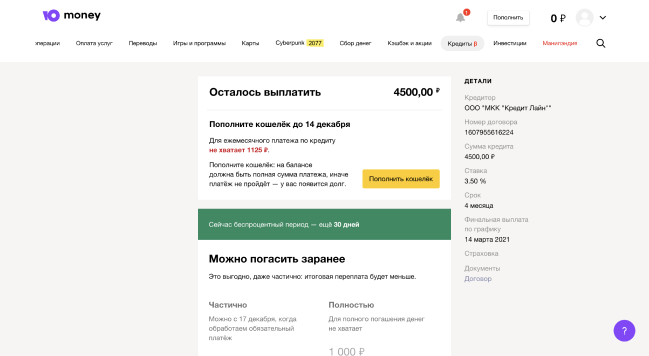 money
1
Пополнить
0 ₽
операции
Оплата услуг
Переводы
Игры и программы
Карты
Cyberpunk 2077
Сбор денег
Кэшбэк и акции
Кредиты β
Инвестиции
Маниландия
Осталось выплатить
4500,00 ₽
Пополните кошелёк до 14 декабря
Для ежемесячного платежа по кредиту
не хватает 1125 ₽.
Пополните кошелёк: на балансе
должна быть полная сумма платежа, иначе
платёж не пройдёт — у вас появится долг.
Пополнить кошелёк
Сейчас беспроцентный период — ещё 30 дней
Можно погасить заранее
Это выгодно, даже частично: итоговая переплата будет меньше.
Частично
Можно с 17 декабря, когда
обработаем обязательный
платёж
Полностью
Для полного погашения денег
не хватает
1 000 ₽
ДЕТАЛИ
Кредитор
ООО "МКК "Кредит Лайн""
Номер договора
1607955616224
Сумма кредита
4500,00 ₽
Ставка
3.50 %
Срок
4 месяца
Финальная выплата
по графику
14 марта 2021
Страховка
Документы
Договор
?